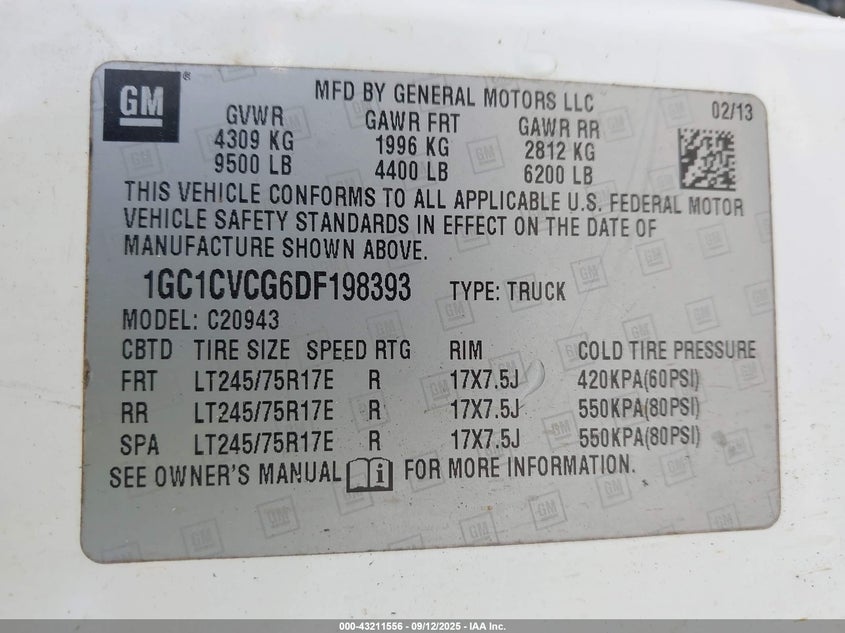 GM®
MFD BY GENERAL MOTORS LLC
02/13
GVWR GAWR FRT GAWR RR
4309 KG 1996 KG 2812 KG
9500 LB 4400 LB 6200 LB
THIS VEHICLE CONFORMS TO ALL APPLICABLE U.S. FEDERAL MOTOR
VEHICLE SAFETY STANDARDS IN EFFECT ON THE DATE OF
MANUFACTURE SHOWN ABOVE.
1GC1CVCG6DF198393 TYPE: TRUCK
MODEL: C20943
CBTD TIRE SIZE SPEED RTG RIM COLD TIRE PRESSURE
FRT LT245/75R17E R 17X7.5J 420KPA(60PSI)
RR LT245/75R17E R 17X7.5J 550KPA(80PSI)
SPA LT245/75R17E R 17X7.5J 550KPA(80PSI)
SEE OWNER'S MANUAL i FOR MORE INFORMATION.
000-43211556 - 09/12/2025 - IAA Inc.